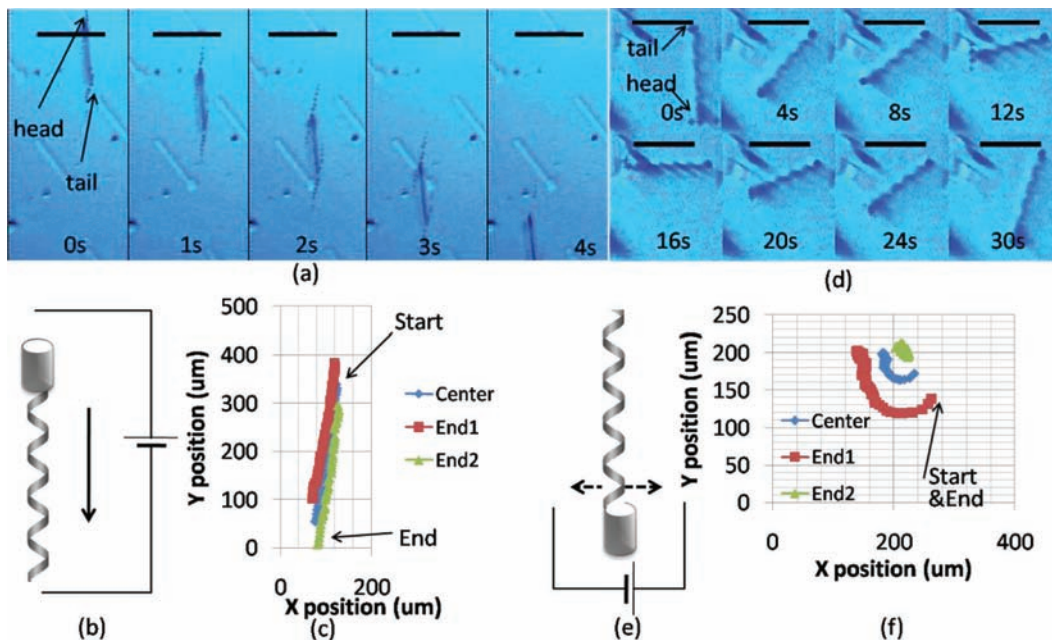 head
tail
0s
1s
2s
3s
4s
(a)
tail
head
0s
4s
8s
12s
16s
20s
24s
30s
(d)
(b)
500
400
300
200
100
0
Y position (um)
0
200
X position (um)
Start
Center
End1
End2
End
(c)
(e)
250
200
150
100
50
0
Y position (um)
Center
End1
End2
Start
&End
0
200
400
X position (um)
(f)